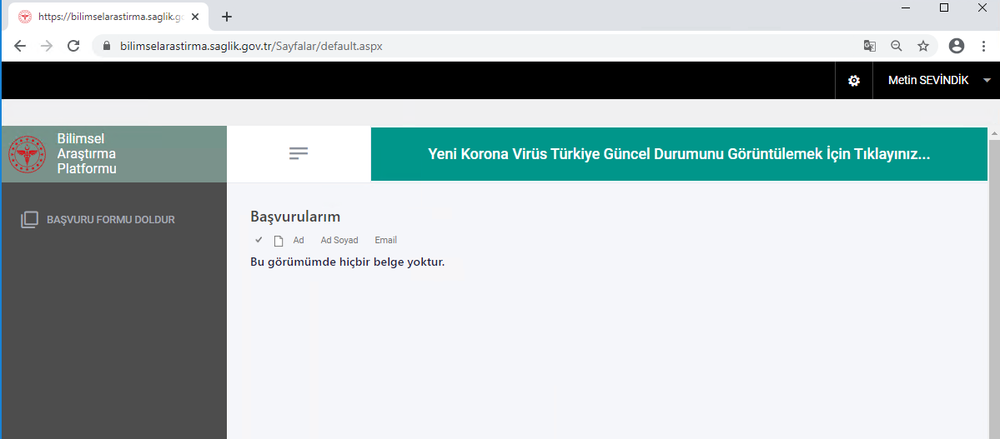 https://bilimselarastirma.saglik.go
bilimselarastirma.saglik.gov.tr/Sayfalar/default.aspx
Metin SEVİNDİK
Bilimsel
Araştırma
Platformu
Yeni Korona Virüs Türkiye Güncel Durumunu Görüntülemek İçin Tıklayınız...
BAŞVURU FORMU DOLDUR
Başvurularım
Ad Ad Soyad Email
Bu görümümde hiçbir belge yoktur.